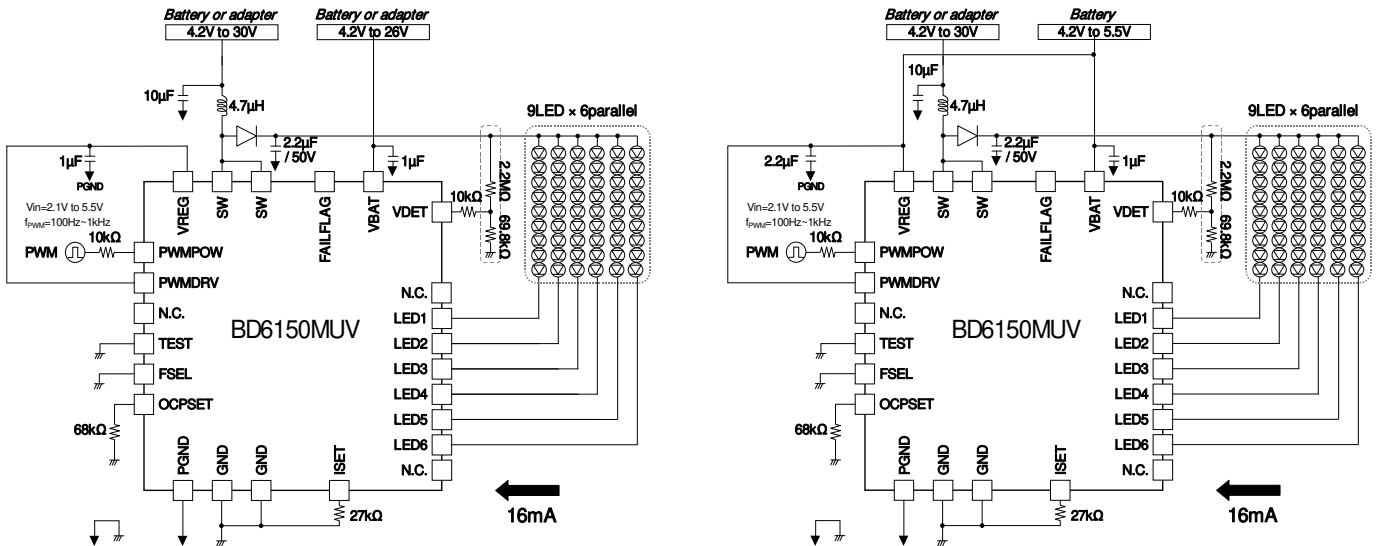 Battery or adapter
4.2V to 30V
Battery or adapter
4.2V to 26V
10µF
4.7µH
2.2µF
/ 50V
1µF
PGND
1µF
9LED × 6parallel
2.2MΩ
69.8kΩ
10kΩ
Vin=2.1V to 5.5V
fPWM=100Hz~1kHz
10kΩ
PWM
VREG
SW
SW
FAILFLAG
VBAT
VDET
PWMPOW
PWMDRV
N.C.
TEST
FSEL
OCPSET
68kΩ
BD6150MUV
N.C.
LED1
LED2
LED3
LED4
LED5
LED6
N.C.
PGND
GND
GND
ISET
27kΩ
16mA
Battery or adapter
4.2V to 30V
Battery
4.2V to 5.5V
10µF
4.7µH
2.2µF
/ 50V
2.2µF
PGND
1µF
9LED × 6parallel
2.2MΩ
69.8kΩ
10kΩ
Vin=2.1V to 5.5V
fPWM=100Hz~1kHz
10kΩ
PWM
VREG
SW
SW
FAILFLAG
VBAT
VDET
PWMPOW
PWMDRV
N.C.
TEST
FSEL
OCPSET
68kΩ
BD6150MUV
N.C.
LED1
LED2
LED3
LED4
LED5
LED6
N.C.
PGND
GND
GND
ISET
27kΩ
16mA